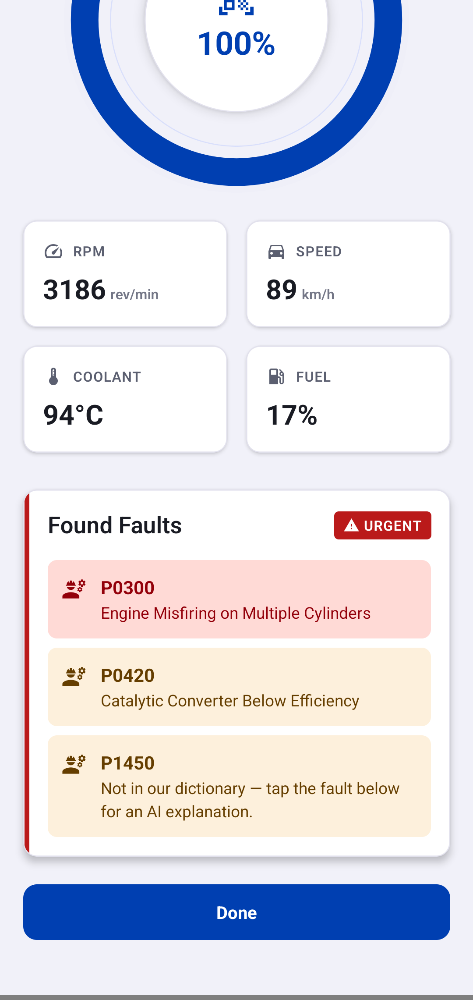 100%
RPM
3186 rev/min
SPEED
89 km/h
COOLANT
94°C
FUEL
17%
Found Faults
URGENT
P0300
Engine Misfiring on Multiple Cylinders
P0420
Catalytic Converter Below Efficiency
P1450
Not in our dictionary — tap the fault below
for an AI explanation.
Done